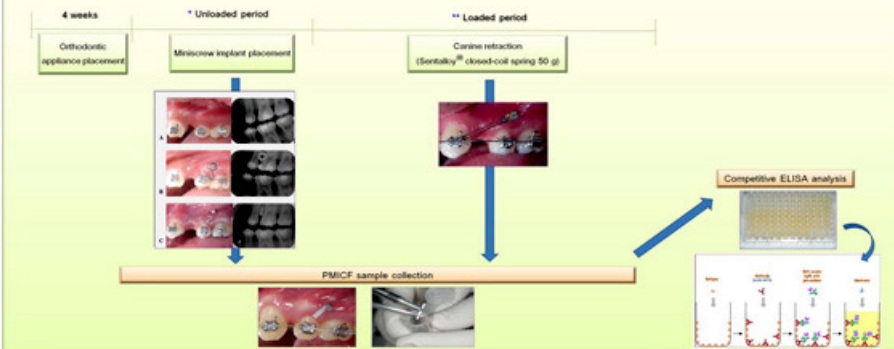 4 weeks
* Unloaded period
** Loaded period
Orthodontic
appliance placement
Miniscrew implant placement
Canine retraction
(Sentalloy® closed-coil spring 50 g)
A
B
C
Competitive ELISA analysis
PMICF sample collection